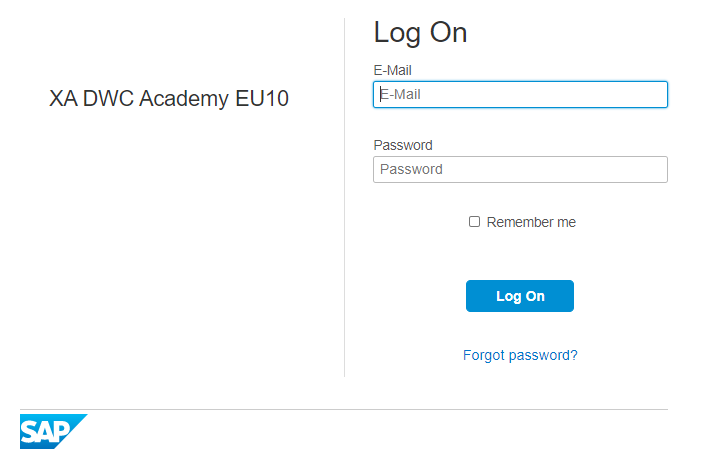 XA DWC Academy EU10
Log On
E-Mail
E-Mail
Password
Password
Remember me
Log On
Forgot password?
SAP